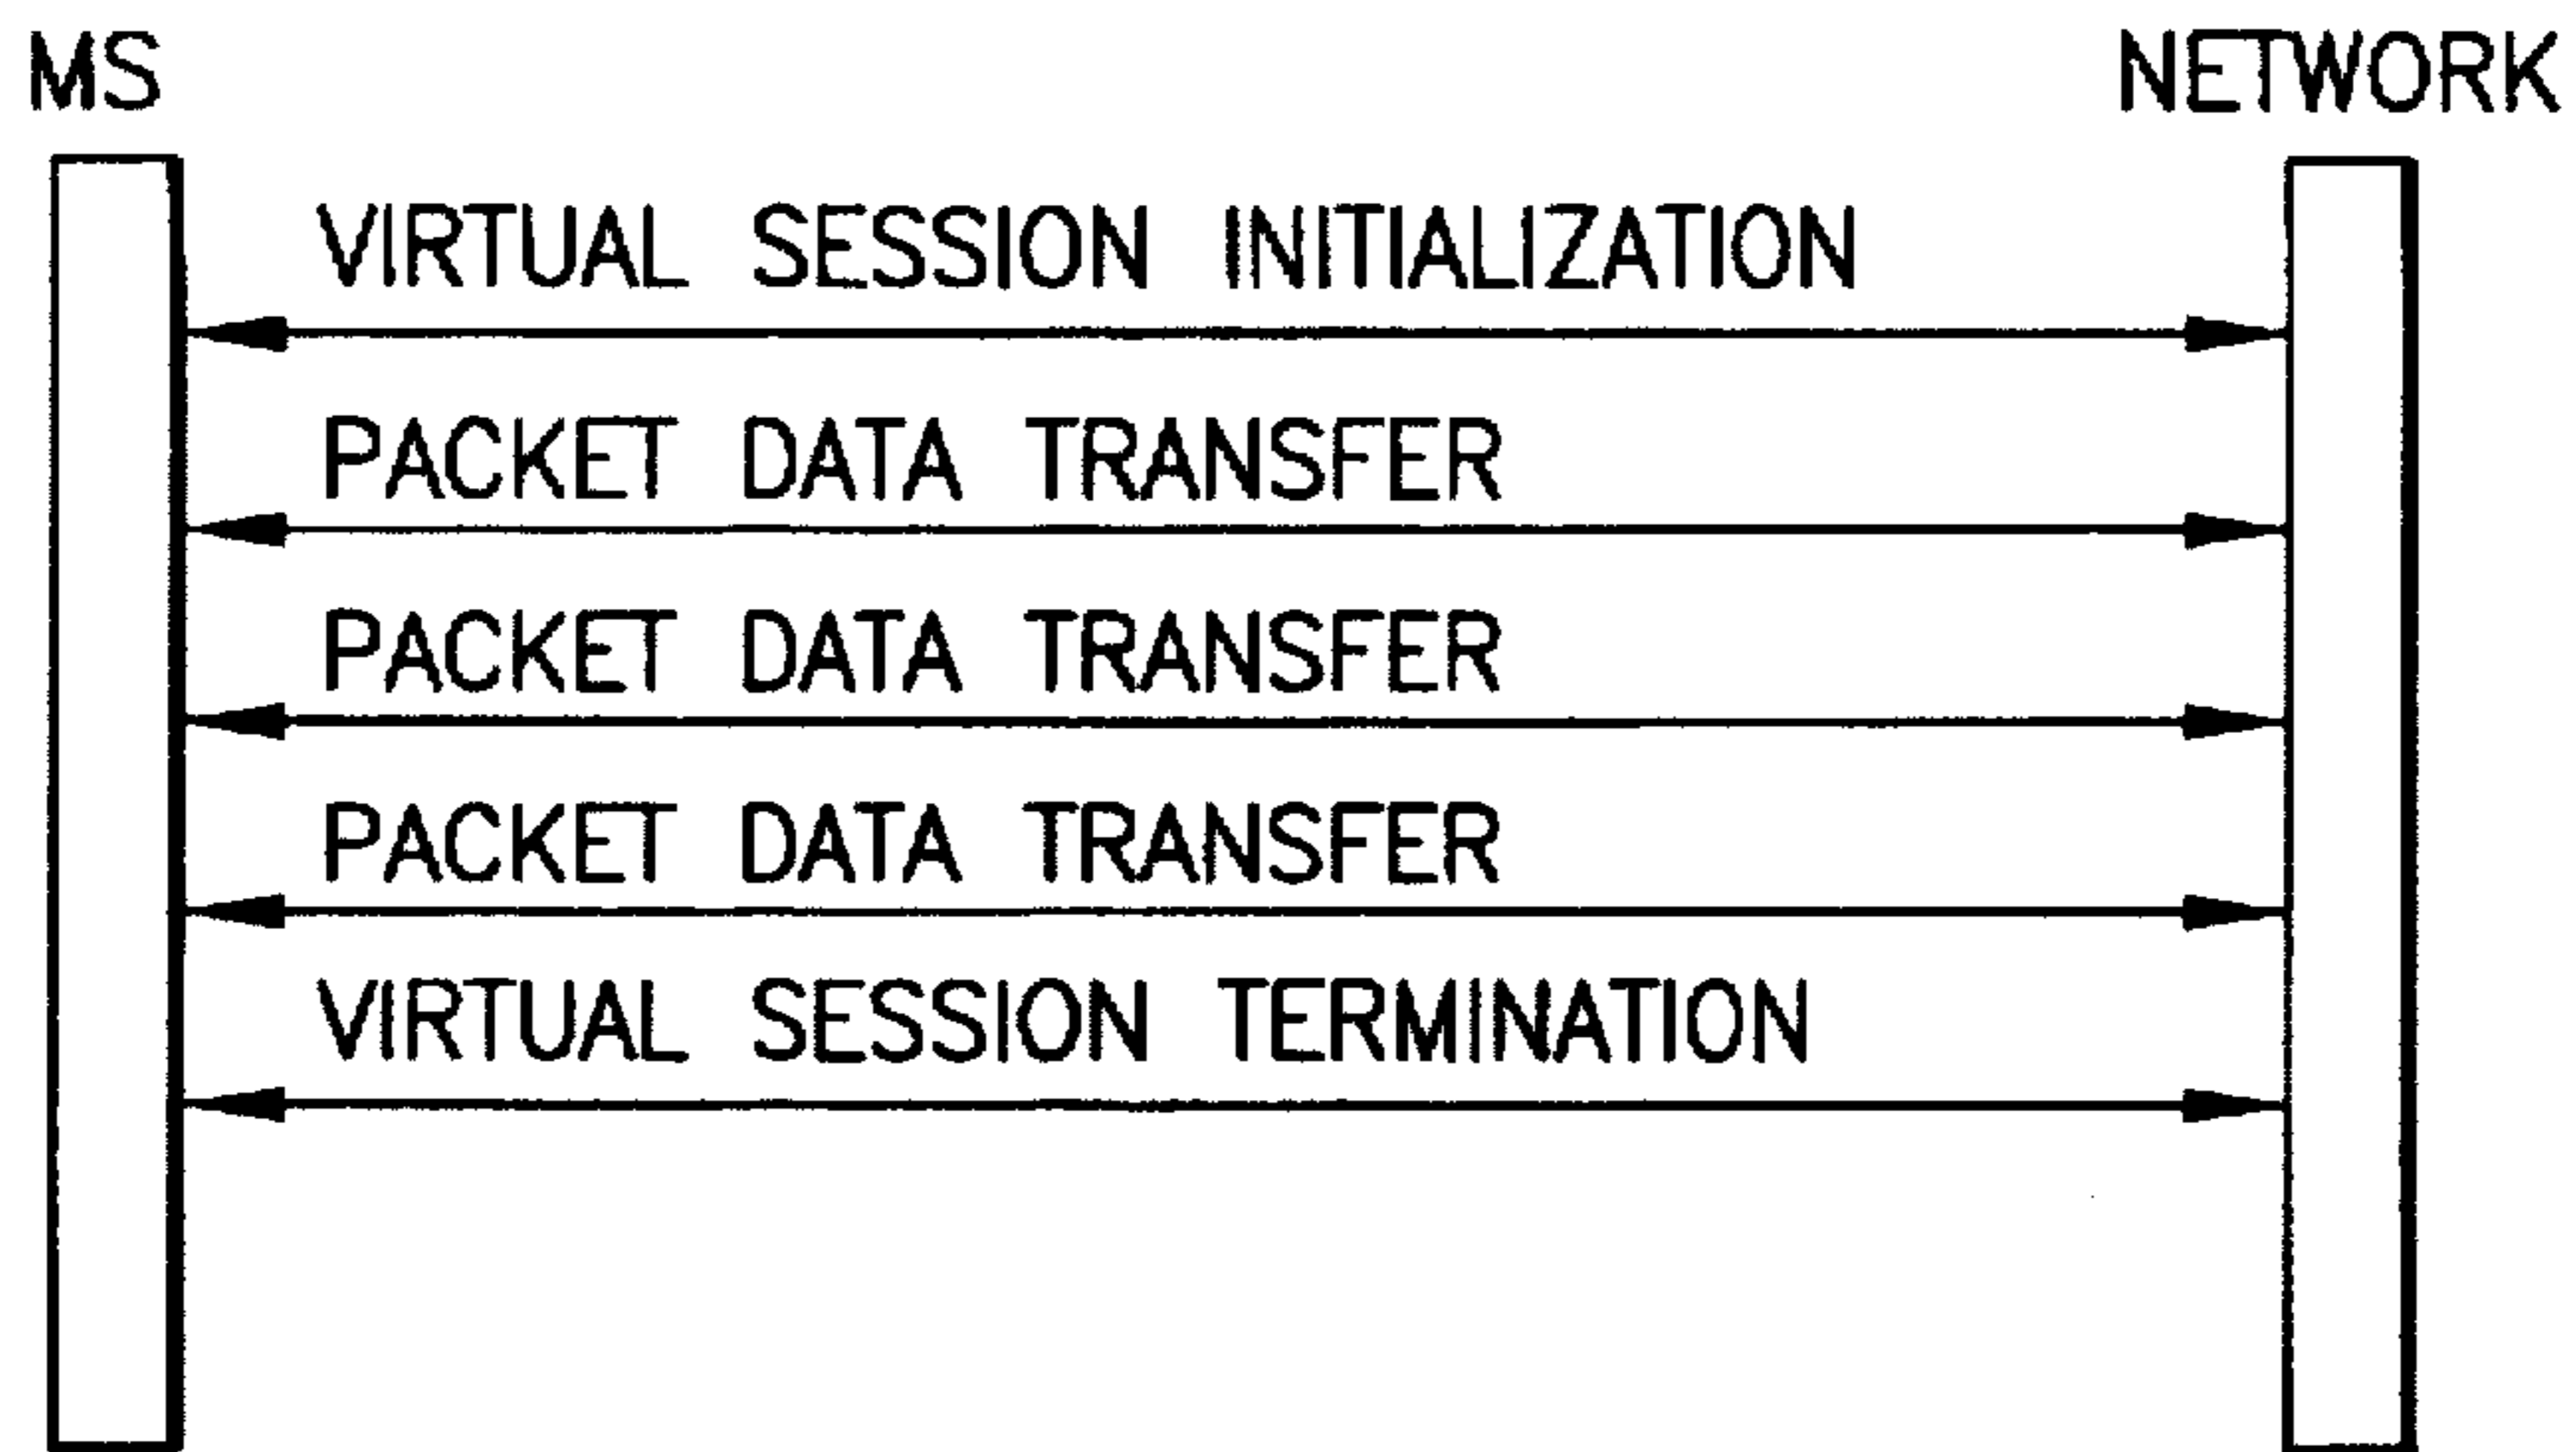 MS
NETWORK
VIRTUAL SESSION INITIALIZATION
PACKET DATA TRANSFER
PACKET DATA TRANSFER
PACKET DATA TRANSFER
VIRTUAL SESSION TERMINATION